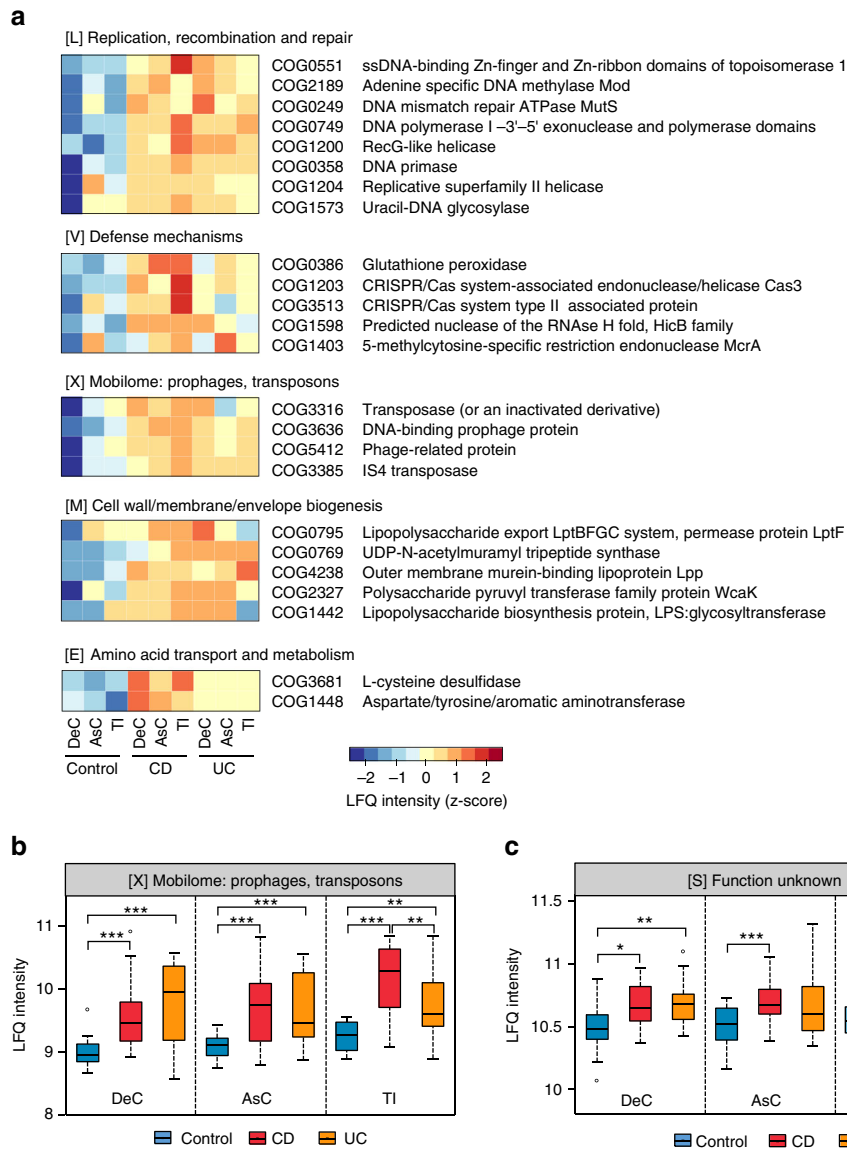 a
[L] Replication, recombination and repair
COG0551 ssDNA-binding Zn-finger and Zn-ribbon domains of topoisomerase 1
COG2189 Adenine specific DNA methylase Mod
COG0249 DNA mismatch repair ATPase MutS
COG0749 DNA polymerase I –3'–5' exonuclease and polymerase domains
COG1200 RecG-like helicase
COG0358 DNA primase
COG1204 Replicative superfamily II helicase
COG1573 Uracil-DNA glycosylase
[V] Defense mechanisms
COG0386 Glutathione peroxidase
COG1203 CRISPR/Cas system-associated endonuclease/helicase Cas3
COG3513 CRISPR/Cas system type II associated protein
COG1598 Predicted nuclease of the RNAse H fold, HicB family
COG1403 5-methylcytosine-specific restriction endonuclease McrA
[X] Mobilome: prophages, transposons
COG3316 Transposase (or an inactivated derivative)
COG3636 DNA-binding prophage protein
COG5412 Phage-related protein
COG3385 IS4 transposase
[M] Cell wall/membrane/envelope biogenesis
COG0795 Lipopolysaccharide export LptBFGC system, permease protein LptF
COG0769 UDP-N-acetylmuramyl tripeptide synthase
COG4238 Outer membrane murein-binding lipoprotein Lpp
COG2327 Polysaccharide pyruvyl transferase family protein WcaK
COG1442 Lipopolysaccharide biosynthesis protein, LPS:glycosyltransferase
[E] Amino acid transport and metabolism
COG3681 L-cysteine desulfidase
COG1448 Aspartate/tyrosine/aromatic aminotransferase
DeC AsC TI DeC AsC TI DeC AsC TI
Control CD UC
–2 –1 0 1 2
LFQ intensity (z-score)
b
[X] Mobilome: prophages, transposons
LFQ intensity
11
10
9
8
*** ***
*** ***
** *** **
DeC AsC TI
Control CD UC
c
[S] Function unknown
LFQ intensity
11.5
11
10.5
10
** *
***
DeC AsC
Control CD